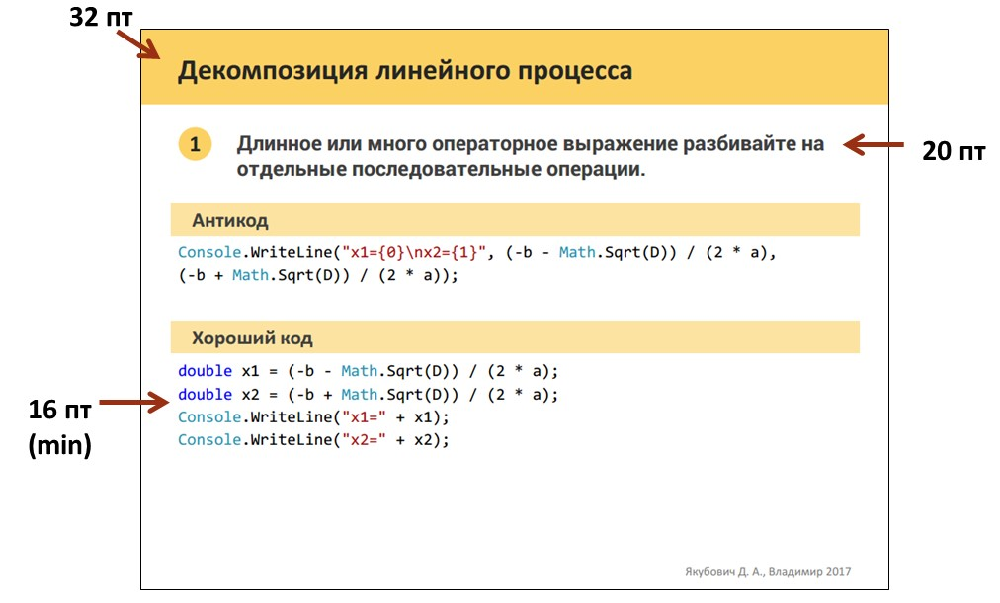 32 пт
Декомпозиция линейного процесса
1
Длинное или много операторное выражение разбивайте на
отдельные последовательные операции.
20 пт
Антикод
Console.WriteLine("x1={0}\nx2={1}", (-b - Math.Sqrt(D)) / (2 * a),
(-b + Math.Sqrt(D)) / (2 * a));
Хороший код
double x1 = (-b - Math.Sqrt(D)) / (2 * a);
double x2 = (-b + Math.Sqrt(D)) / (2 * a);
Console.WriteLine("x1=" + x1);
Console.WriteLine("x2=" + x2);
16 пт
(min)
Якубович Д. А., Владимир 2017